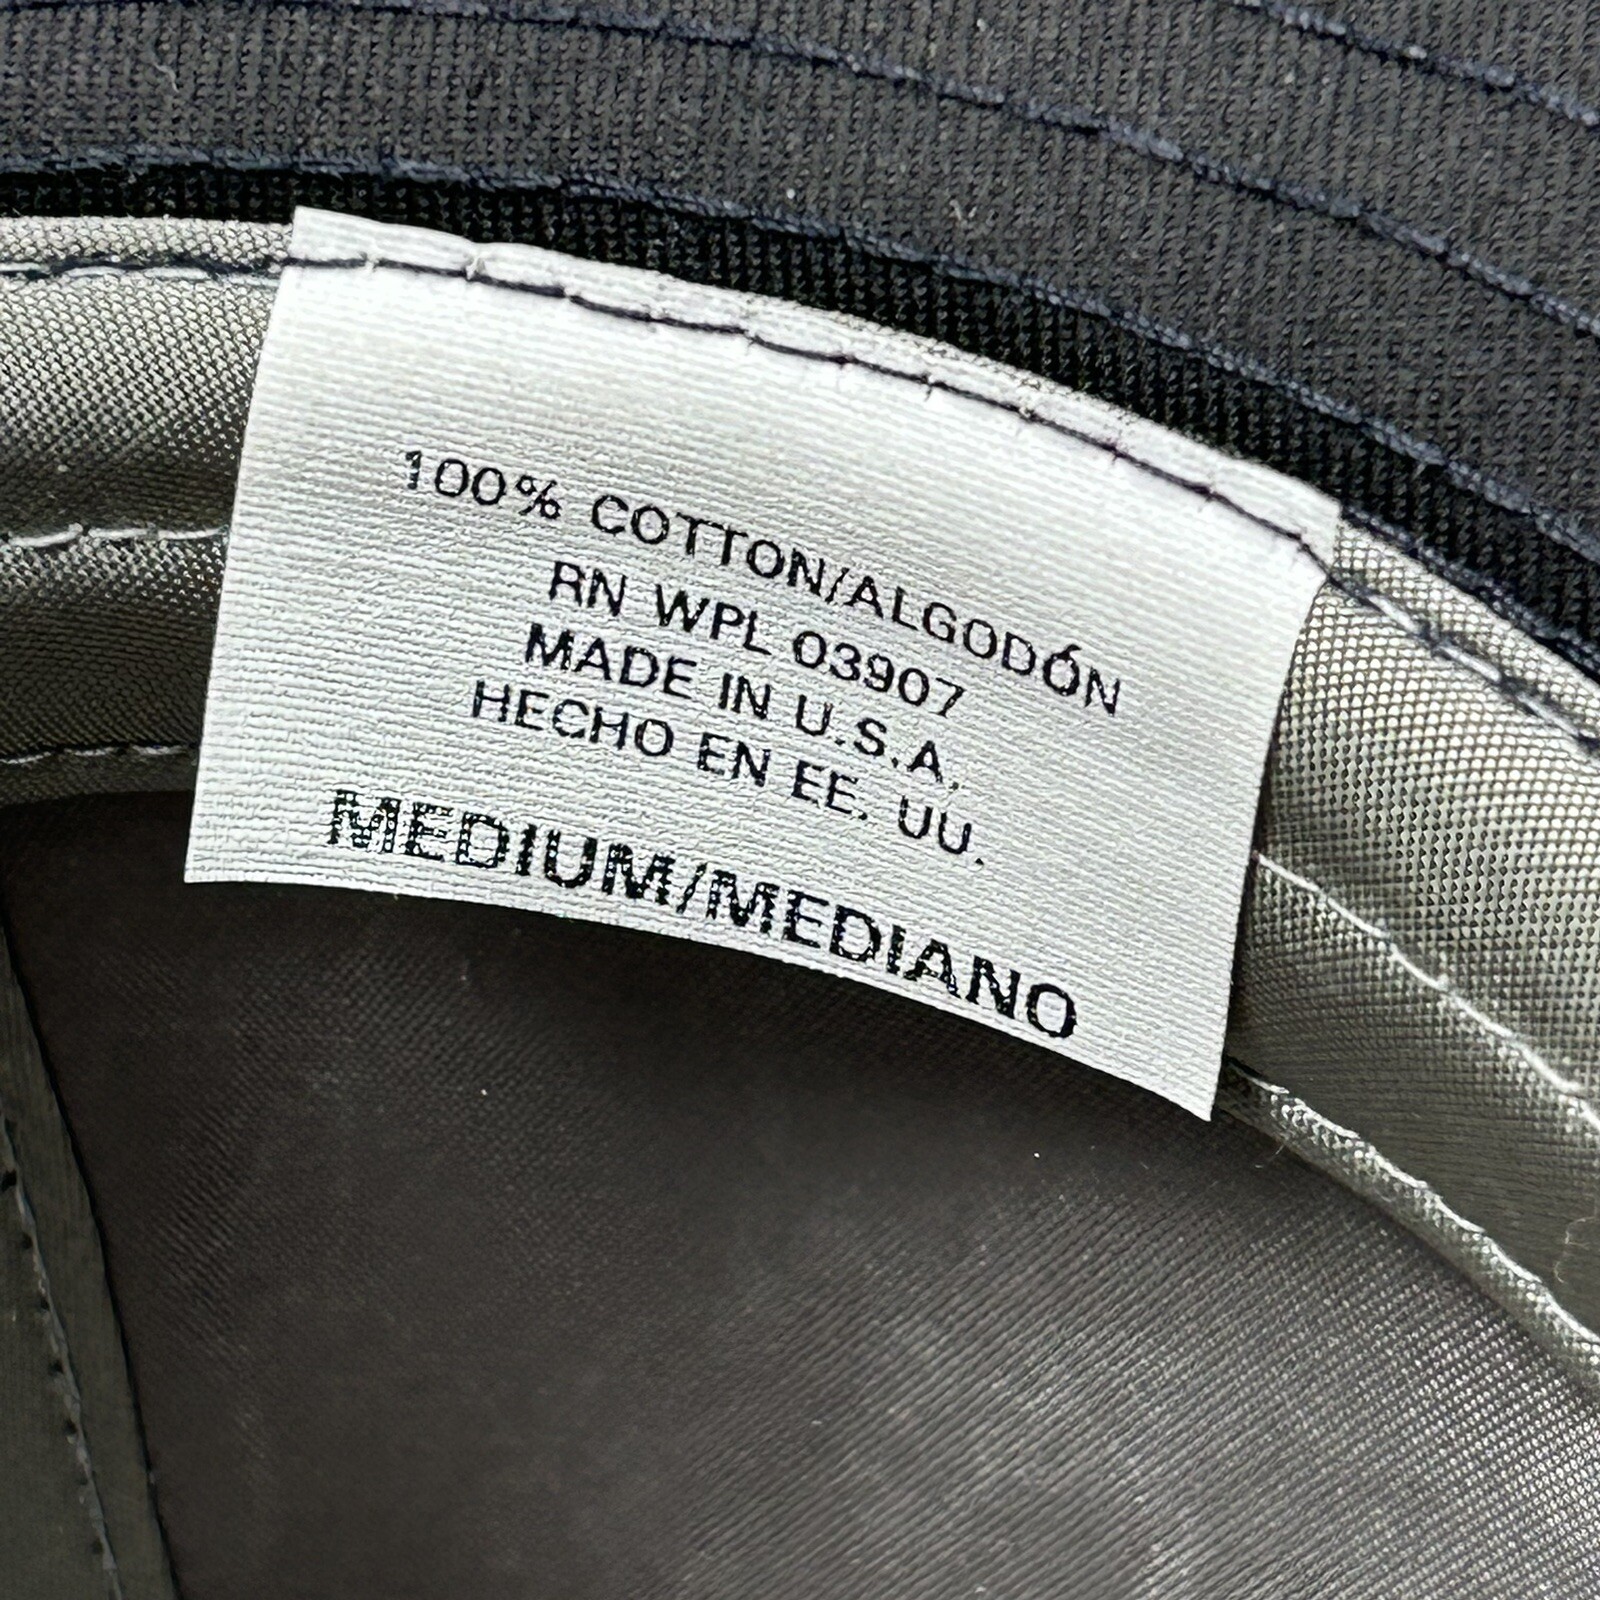 100% COTTON/ALGODÓN
RN WPL 03907
MADE IN U.S.A.
HECHO EN EE. UU.
MEDIUM/MEDIANO